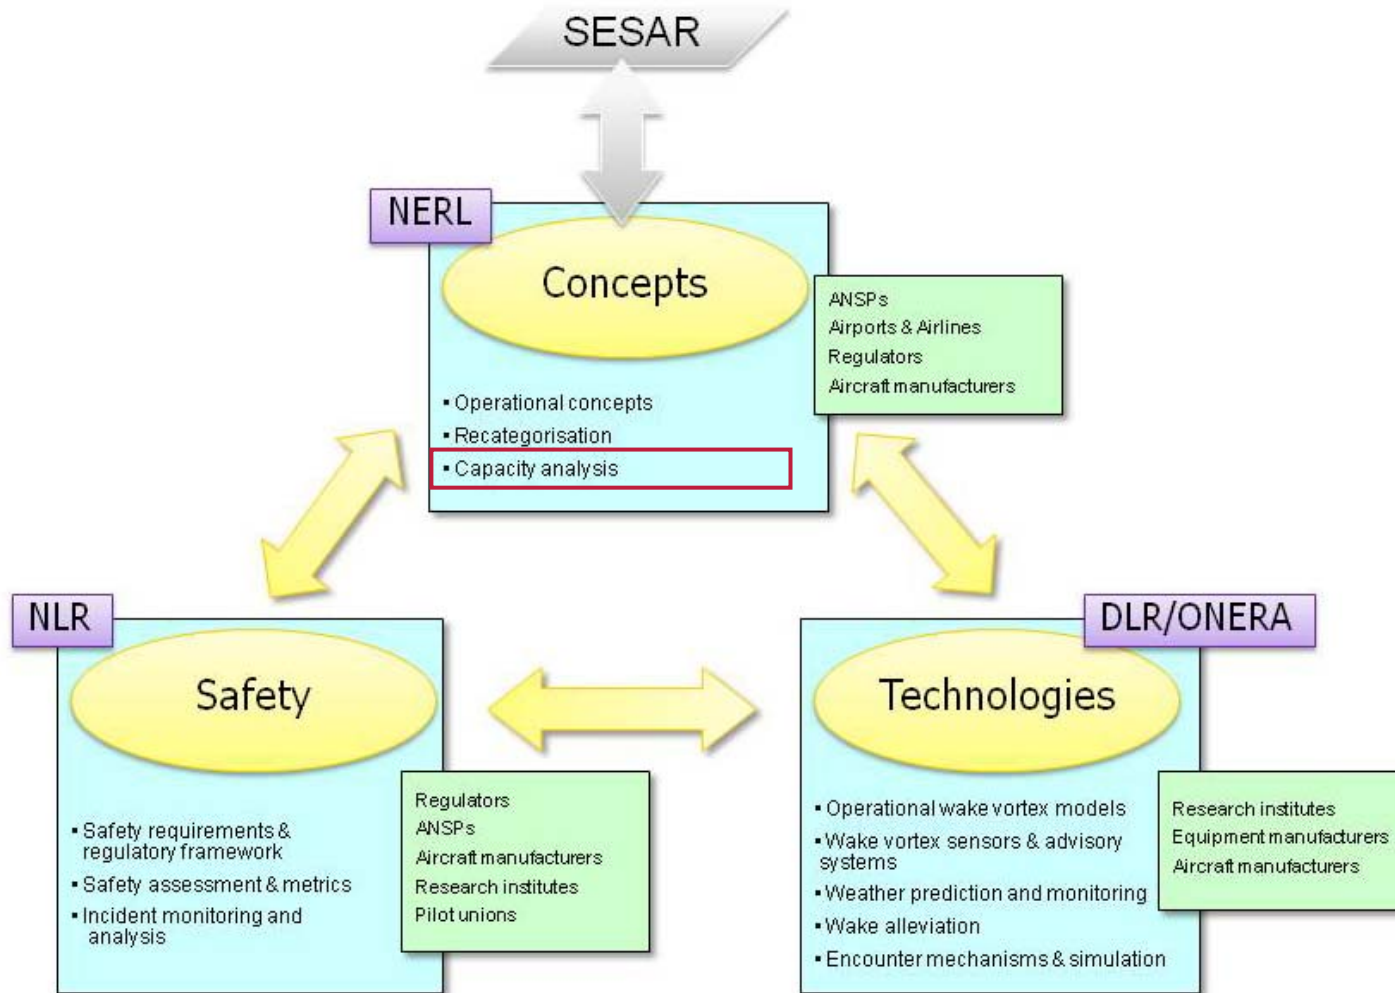 SESAR
NERL
Concepts
▪ Operational concepts
▪ Recategorisation
▪ Capacity analysis
ANSPs
Airports & Airlines
Regulators
Aircraft manufacturers
NLR
Safety
▪ Safety requirements &
regulatory framework
▪ Safety assessment & metrics
▪ Incident monitoring and
analysis
Regulators
ANSPs
Aircraft manufacturers
Research institutes
Pilot unions
DLR/ONERA
Technologies
▪ Operational wake vortex models
▪ Wake vortex sensors & advisory
systems
▪ Weather prediction and monitoring
▪ Wake alleviation
▪ Encounter mechanisms & simulation
Research institutes
Equipment manufacturers
Aircraft manufacturers